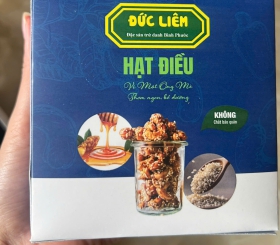 ĐỨC LIÊM
Đặc sản trứ danh Bình Phước
HẠT ĐIỀU
Vị Mật Ong Mè
Thơm ngon, bổ dưỡng
KHÔNG
Chất bảo quản